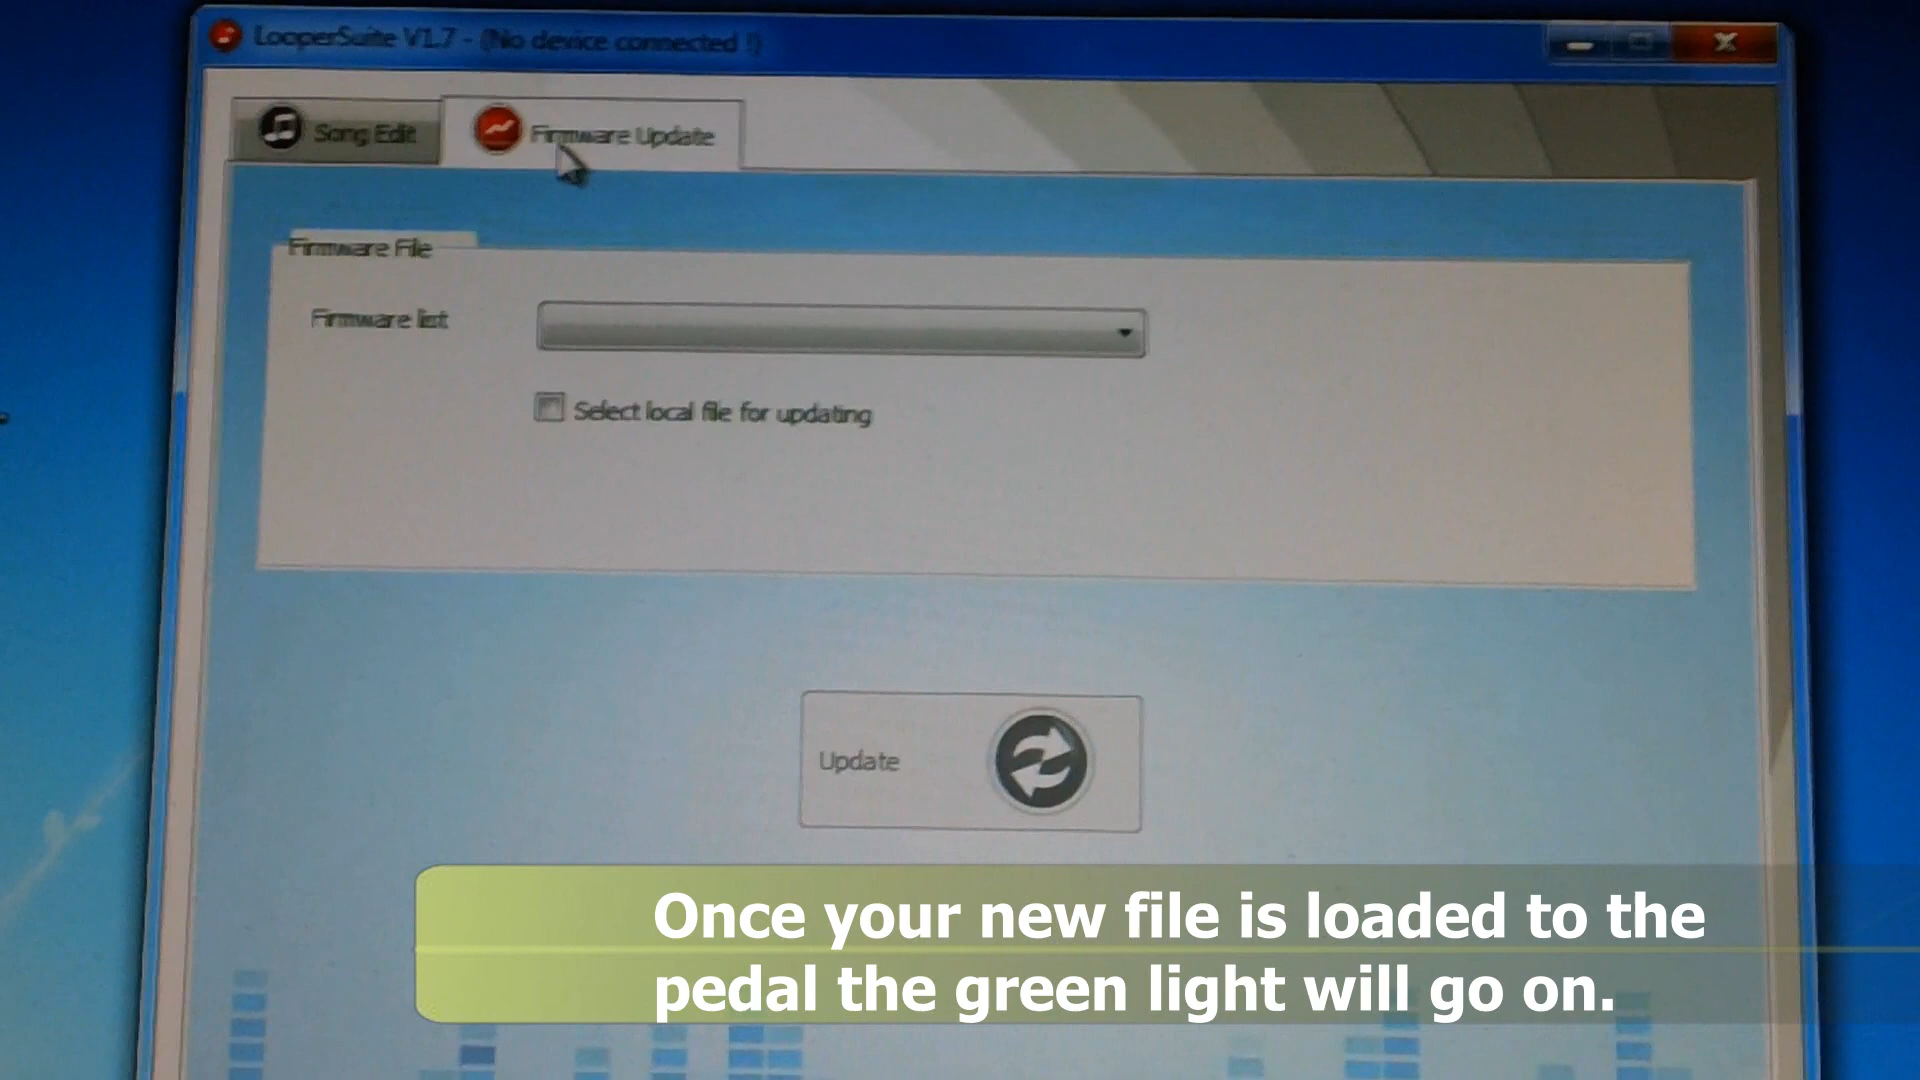 LooperSuite V1.7 - (No device connected !)
Song Edit
Firmware Update
Firmware File
Firmware list
Select local file for updating
Update
Once your new file is loaded to the
pedal the green light will go on.